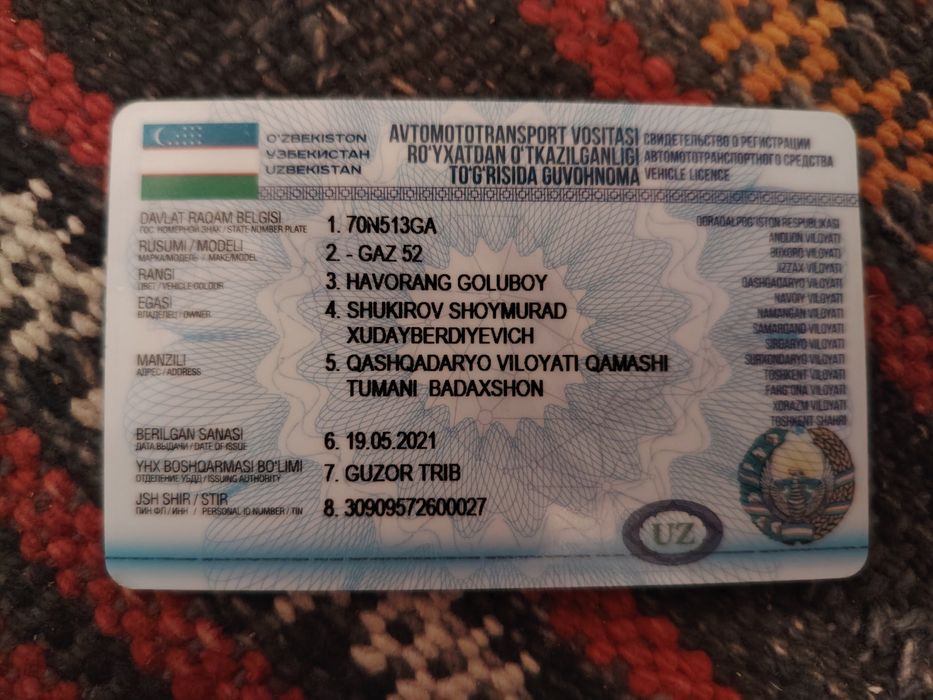 O'ZBEKISTON
ЎЗБЕКИСТАН
UZBEKISTAN
AVTOMOTOTRANSPORT VOSITASI
RO'YXATDAN O'TKAZILGANLIGI
TO'G'RISIDA GUVOHNOMA
СВИДЕТЕЛЬСТВО О РЕГИСТРАЦИИ
АВТОМОТОТРАНСПОРТНОГО СРЕДСТВА
VEHICLE LICENCE
DAVLAT RAQAM BELGISI
ГОС. НОМЕРНОЙ ЗНАК / STATE NUMBER PLATE
1. 70N513GA
RUSUMI / MODELI
МАРКА/МОДЕЛЬ / MAKE/MODEL
2. - GAZ 52
RANGI
ЦВЕТ / VEHICLE COLOUR
3. HAVORANG GOLUBOY
EGASI
ВЛАДЕЛЕЦ / OWNER
4. SHUKIROV SHOYMURAD
XUDAYBERDIYEVICH
MANZILI
АДРЕС / ADDRESS
5. QASHQADARYO VILOYATI QAMASHI
TUMANI BADAXSHON
BERILGAN SANASI
ДАТА ВЫДАЧИ / DATE OF ISSUE
6. 19.05.2021
YHX BOSHQARMASI BO'LIMI
ОТДЕЛЕНИЕ УБДД / ISSUING AUTHORITY
7. GUZOR TRIB
JSH SHIR / STIR
ПИН ФЛ / ИНН / PERSONAL ID NUMBER / TIN
8. 30909572600027
QORAQALPOG'ISTON RESPUBLIKASI
ANDIJON VILOYATI
BUXORO VILOYATI
JIZZAX VILOYATI
QASHQADARYO VILOYATI
NAVOIY VILOYATI
NAMANGAN VILOYATI
SAMARQAND VILOYATI
SIRDARYO VILOYATI
SURXONDARYO VILOYATI
TOSHKENT VILOYATI
FARG'ONA VILOYATI
XORAZM VILOYATI
TOSHKENT SHAHRI
UZ